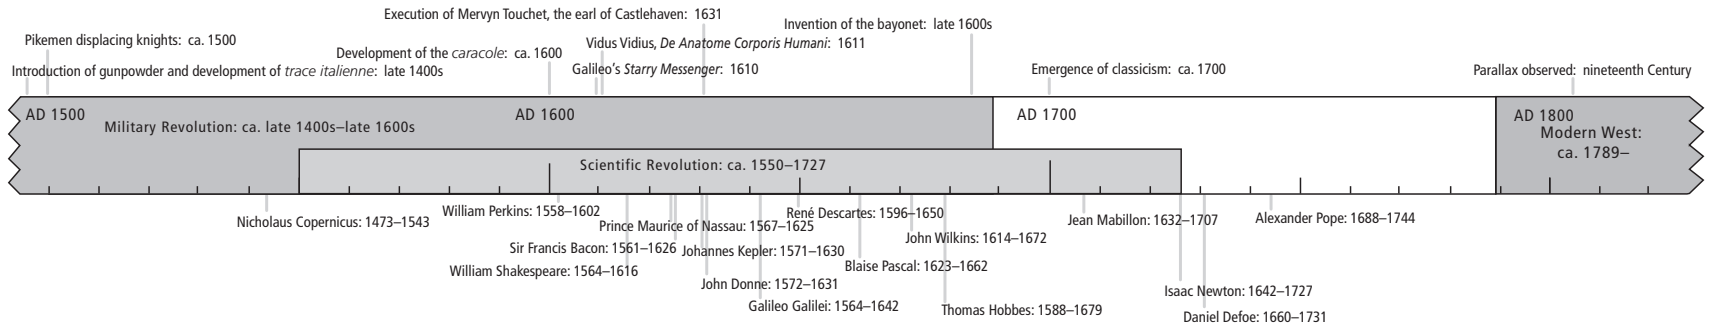 Execution of Mervyn Touchet, the earl of Castlehaven: 1631
Invention of the bayonet: late 1600s
Pikemen displacing knights: ca. 1500
Vidus Vidius, De Anatome Corporis Humani: 1611
Development of the caracole: ca. 1600
Introduction of gunpowder and development of trace italienne: late 1400s
Galileo's Starry Messenger: 1610
Emergence of classicism: ca. 1700
Parallax observed: nineteenth Century
AD 1500
AD 1600
AD 1700
AD 1800
Military Revolution: ca. late 1400s–late 1600s
Modern West:
ca. 1789–
Scientific Revolution: ca. 1550–1727
Nicholaus Copernicus: 1473–1543
William Perkins: 1558–1602
Prince Maurice of Nassau: 1567–1625
René Descartes: 1596–1650
Jean Mabillon: 1632–1707
Alexander Pope: 1688–1744
John Wilkins: 1614–1672
Sir Francis Bacon: 1561–1626
Johannes Kepler: 1571–1630
Blaise Pascal: 1623–1662
William Shakespeare: 1564–1616
John Donne: 1572–1631
Isaac Newton: 1642–1727
Galileo Galilei: 1564–1642
Thomas Hobbes: 1588–1679
Daniel Defoe: 1660–1731